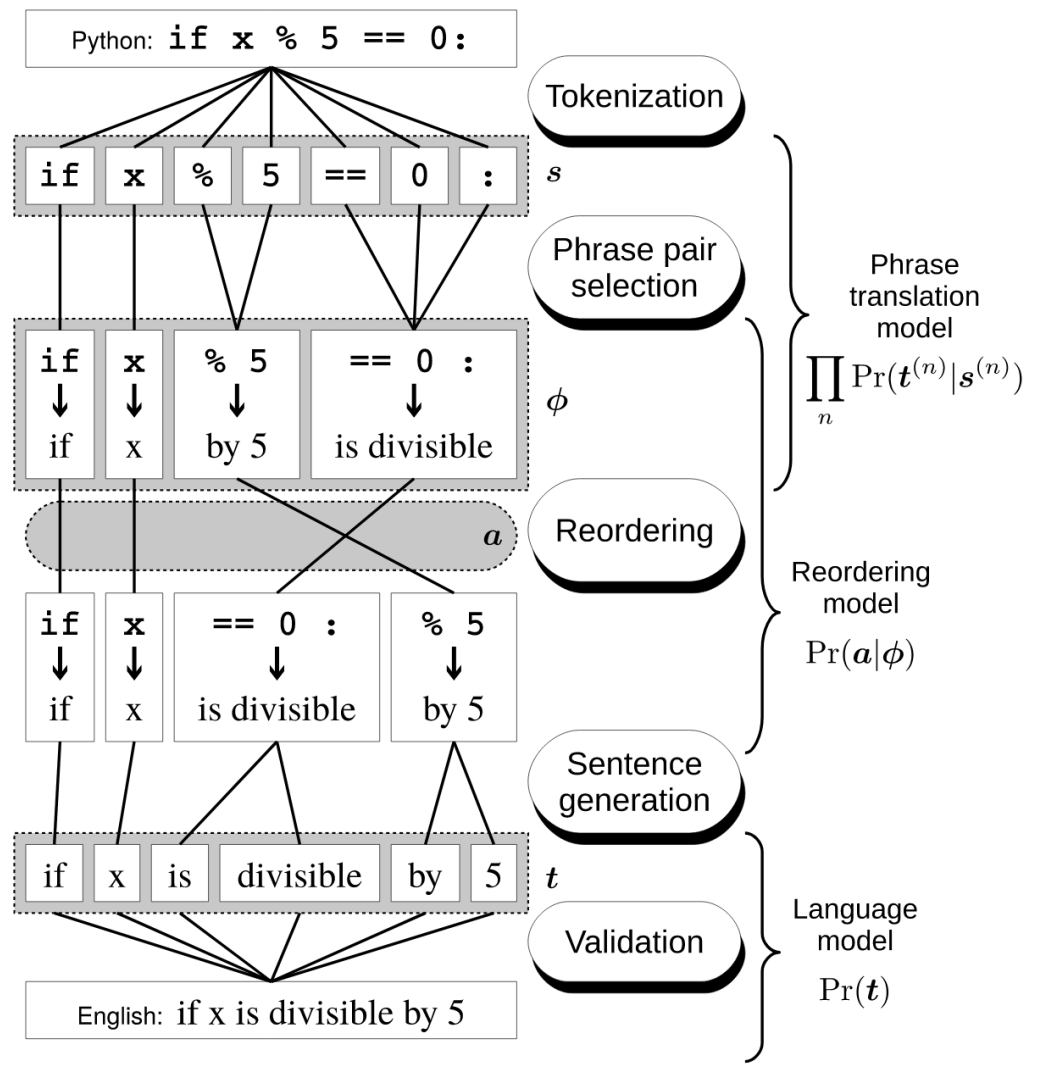 Python: if x % 5 == 0:
Tokenization
if x % 5 == 0 :
s
Phrase pair
selection
Phrase
translation
model
∏ Pr(t⁽ⁿ⁾|s⁽ⁿ⁾)
n
if x % 5 == 0 :
↓ ↓ ↓ ↓
if x by 5 is divisible
ϕ
Reordering
a
Reordering
model
Pr(a|ϕ)
if x == 0 : % 5
↓ ↓ ↓ ↓
if x is divisible by 5
Sentence
generation
if x is divisible by 5
t
Validation
Language
model
Pr(t)
English: if x is divisible by 5